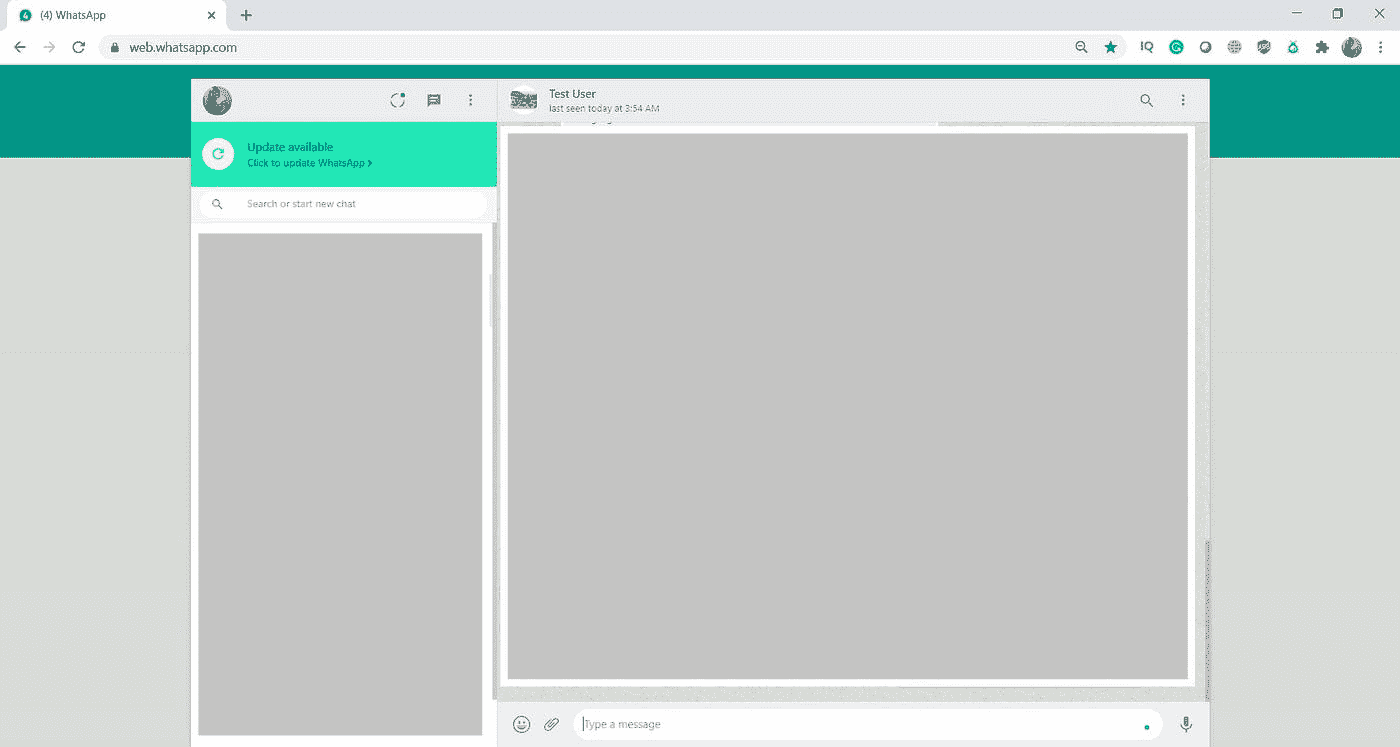 4 (4) WhatsApp
web.whatsapp.com
IQ
Test User
last seen today at 3:54 AM
Update available
Click to update WhatsApp
Search or start new chat
Type a message